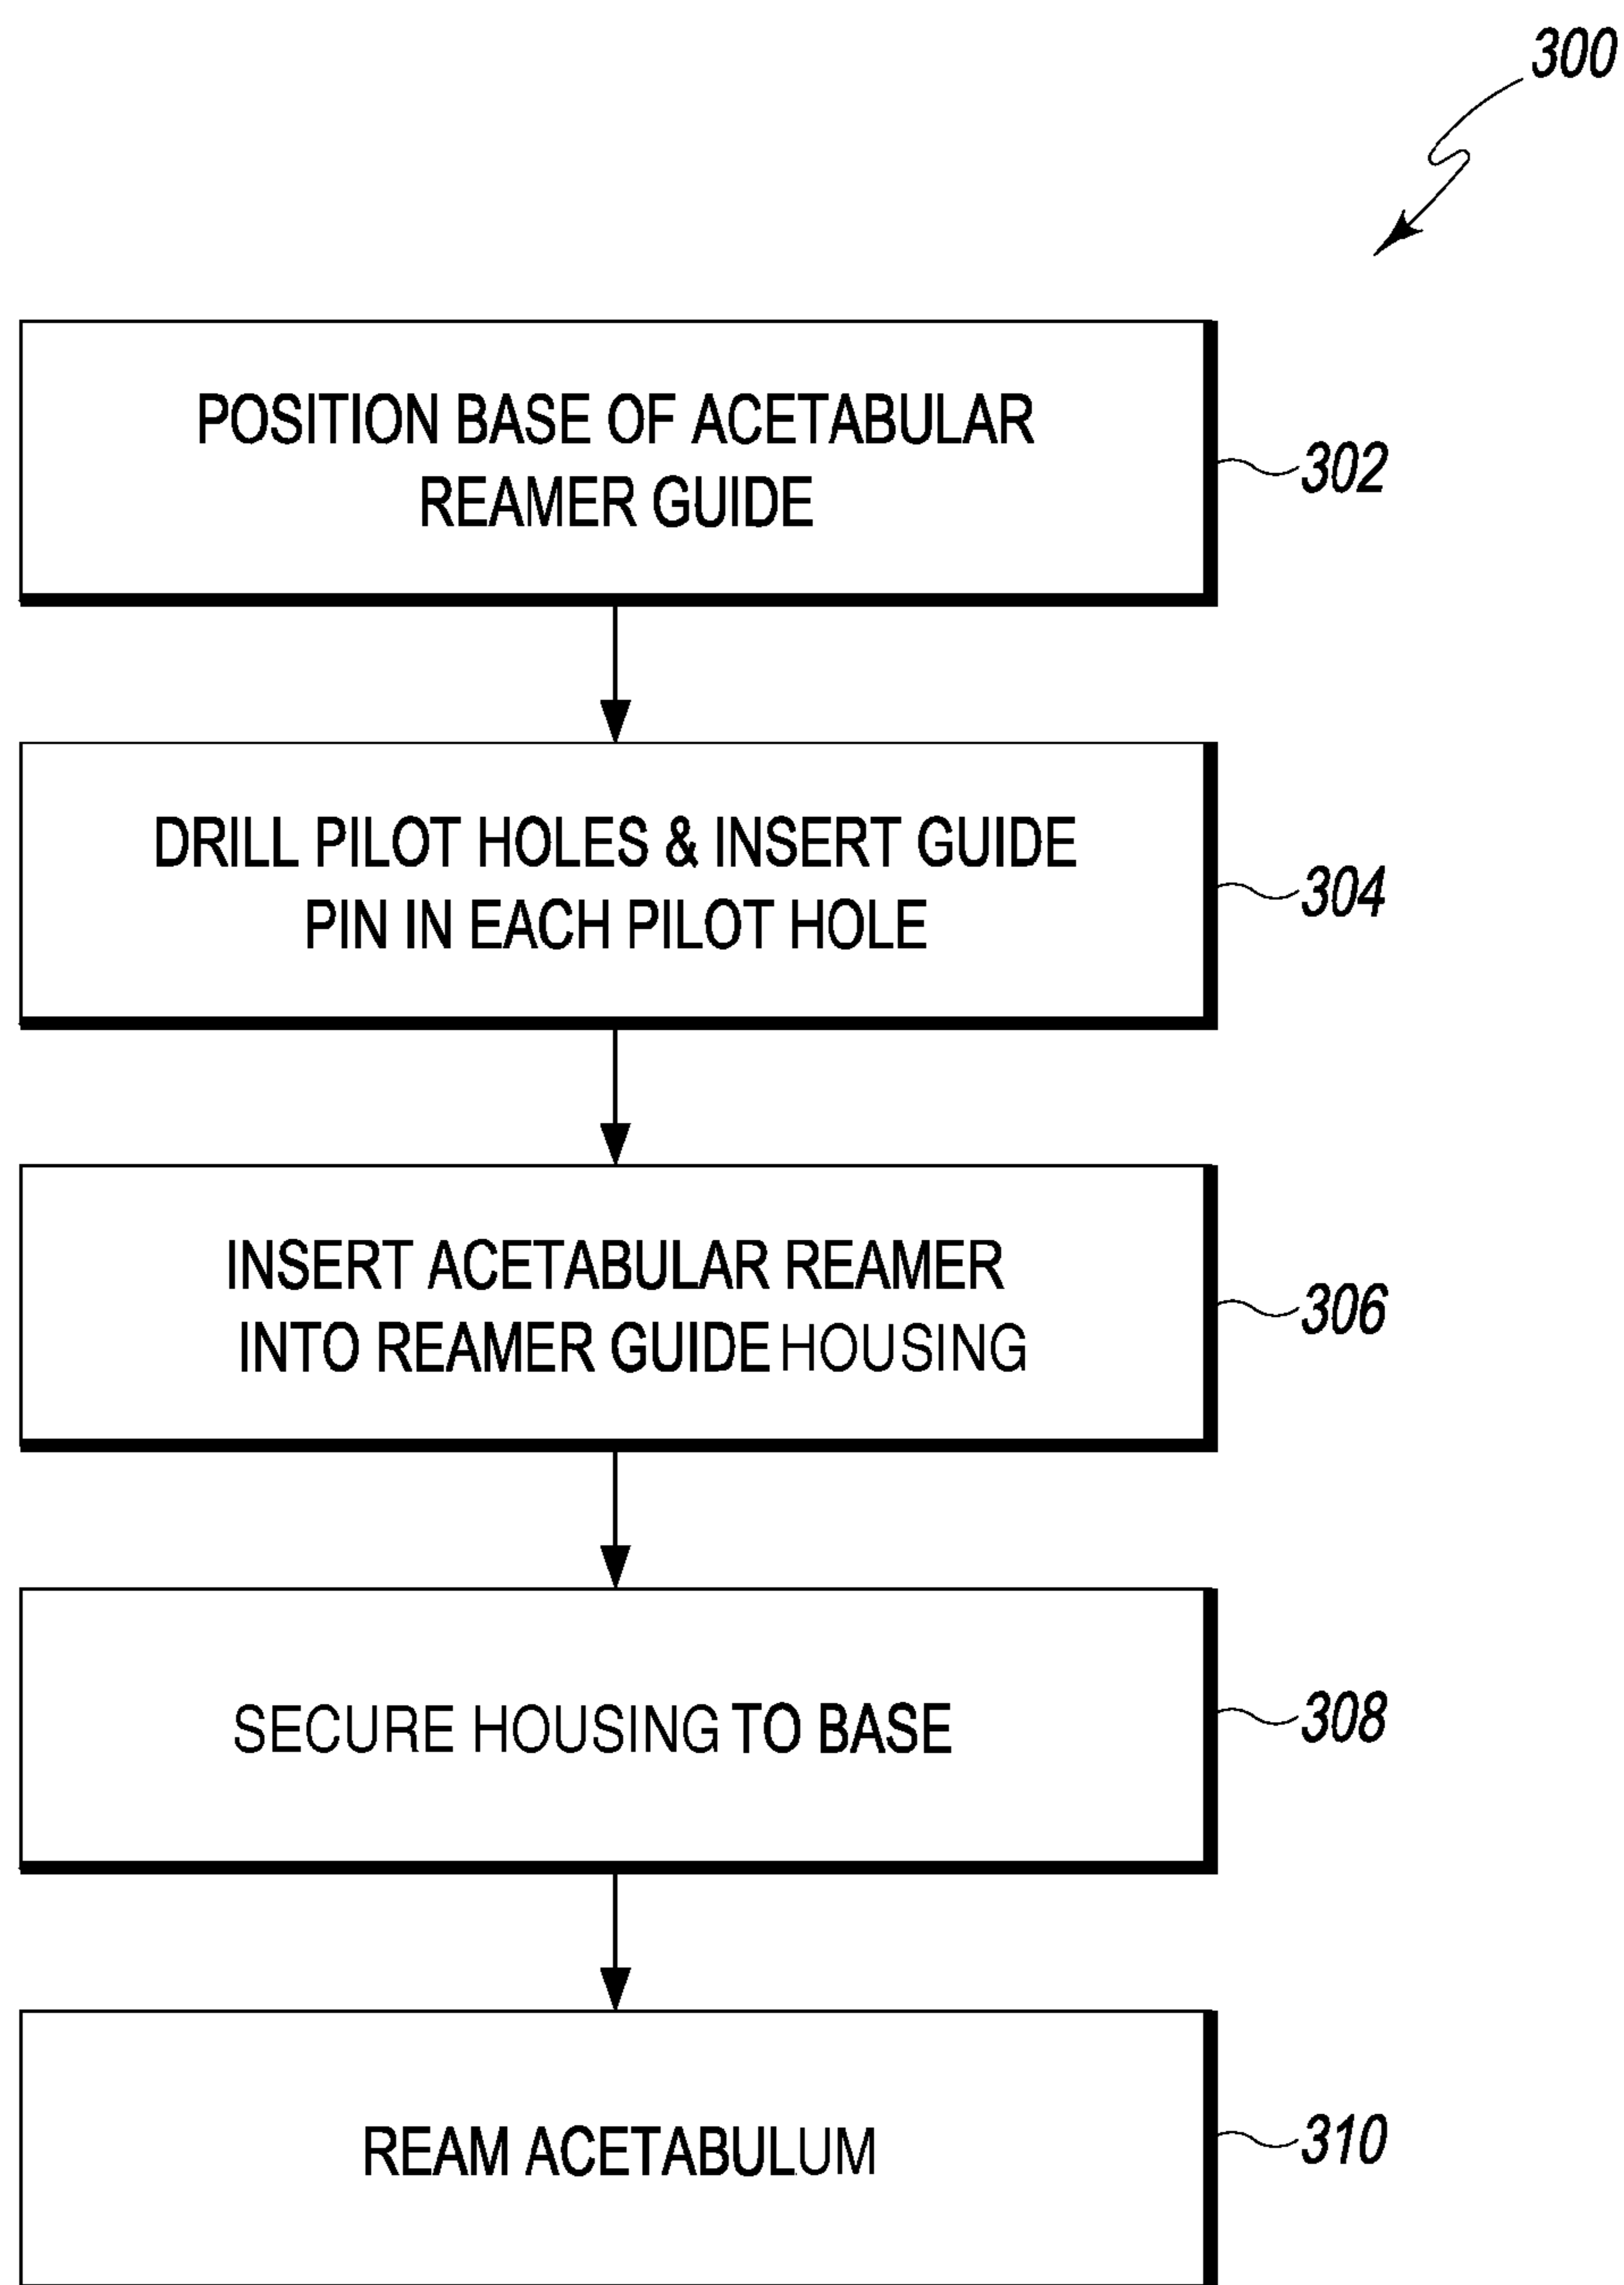 300
POSITION BASE OF ACETABULAR
REAMER GUIDE
302
DRILL PILOT HOLES & INSERT GUIDE
PIN IN EACH PILOT HOLE
304
INSERT ACETABULAR REAMER
INTO REAMER GUIDE HOUSING
306
SECURE HOUSING TO BASE
308
REAM ACETABULUM
310